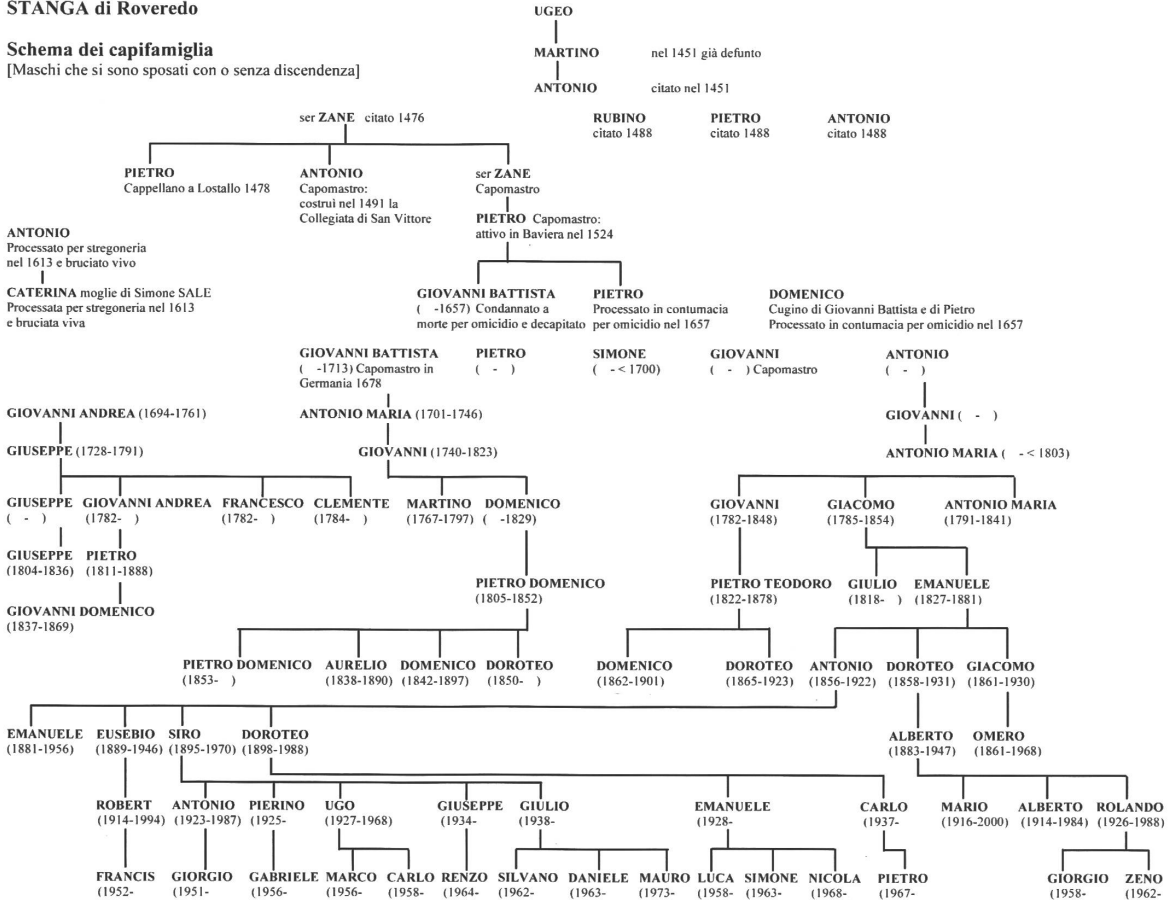 STANGA di Roveredo
UGEO
Schema dei capifamiglia
[Maschi che si sono sposati con o senza discendenza]
MARTINO nel 1451 già defunto
ANTONIO citato nel 1451
ser ZANE citato 1476
RUBINO PIETRO ANTONIO
citato 1488 citato 1488 citato 1488
PIETRO
Cappellano a Lostallo 1478
ANTONIO
Capomastro:
costruì nel 1491 la
Collegiata di San Vittore
ser ZANE
Capomastro
PIETRO Capomastro:
attivo in Baviera nel 1524
ANTONIO
Processato per stregoneria
nel 1613 e bruciato vivo
CATERINA moglie di Simone SALE
Processata per stregoneria nel 1613
e bruciata viva
GIOVANNI BATTISTA
( -1657) Condannato a
morte per omicidio e decapitato
PIETRO
Processato in contumacia
per omicidio nel 1657
DOMENICO
Cugino di Giovanni Battista e di Pietro
Processato in contumacia per omicidio nel 1657
GIOVANNI BATTISTA
( -1713) Capomastro in
Germania 1678
PIETRO
( - )
SIMONE
( - < 1700)
GIOVANNI
( - ) Capomastro
ANTONIO
( - )
GIOVANNI ANDREA (1694-1761) ANTONIO MARIA (1701-1746) GIOVANNI ( - )
GIUSEPPE (1728-1791) GIOVANNI (1740-1823) ANTONIO MARIA ( - < 1803)
GIUSEPPE GIOVANNI ANDREA FRANCESCO CLEMENTE MARTINO DOMENICO GIOVANNI GIACOMO ANTONIO MARIA
( - ) (1782- ) (1782- ) (1784- ) (1767-1797) ( -1829) (1782-1848) (1785-1854) (1791-1841)
GIUSEPPE PIETRO
(1804-1836) (1811-1888)
PIETRO DOMENICO PIETRO TEODORO GIULIO EMANUELE
(1805-1852) (1822-1878) (1818- ) (1827-1881)
GIOVANNI DOMENICO
(1837-1869)
PIETRO DOMENICO AURELIO DOMENICO DOROTEO DOMENICO DOROTEO ANTONIO DOROTEO GIACOMO
(1853- ) (1838-1890) (1842-1897) (1850- ) (1862-1901) (1865-1923) (1856-1922) (1858-1931) (1861-1930)
EMANUELE EUSEBIO SIRO DOROTEO ALBERTO OMERO
(1881-1956) (1889-1946) (1895-1970) (1898-1988) (1883-1947) (1861-1968)
ROBERT ANTONIO PIERINO UGO GIUSEPPE GIULIO EMANUELE CARLO MARIO ALBERTO ROLANDO
(1914-1994) (1923-1987) (1925- (1927-1968) (1934- (1938- (1928- (1937- (1916-2000) (1914-1984) (1926-1988)
FRANCIS GIORGIO GABRIELE MARCO CARLO RENZO SILVANO DANIELE MAURO LUCA SIMONE NICOLA PIETRO GIORGIO ZENO
(1952- (1951- (1956- (1956- (1958- (1964- (1962- (1963- (1973- (1958- (1963- (1968- (1967- (1958- (1962-